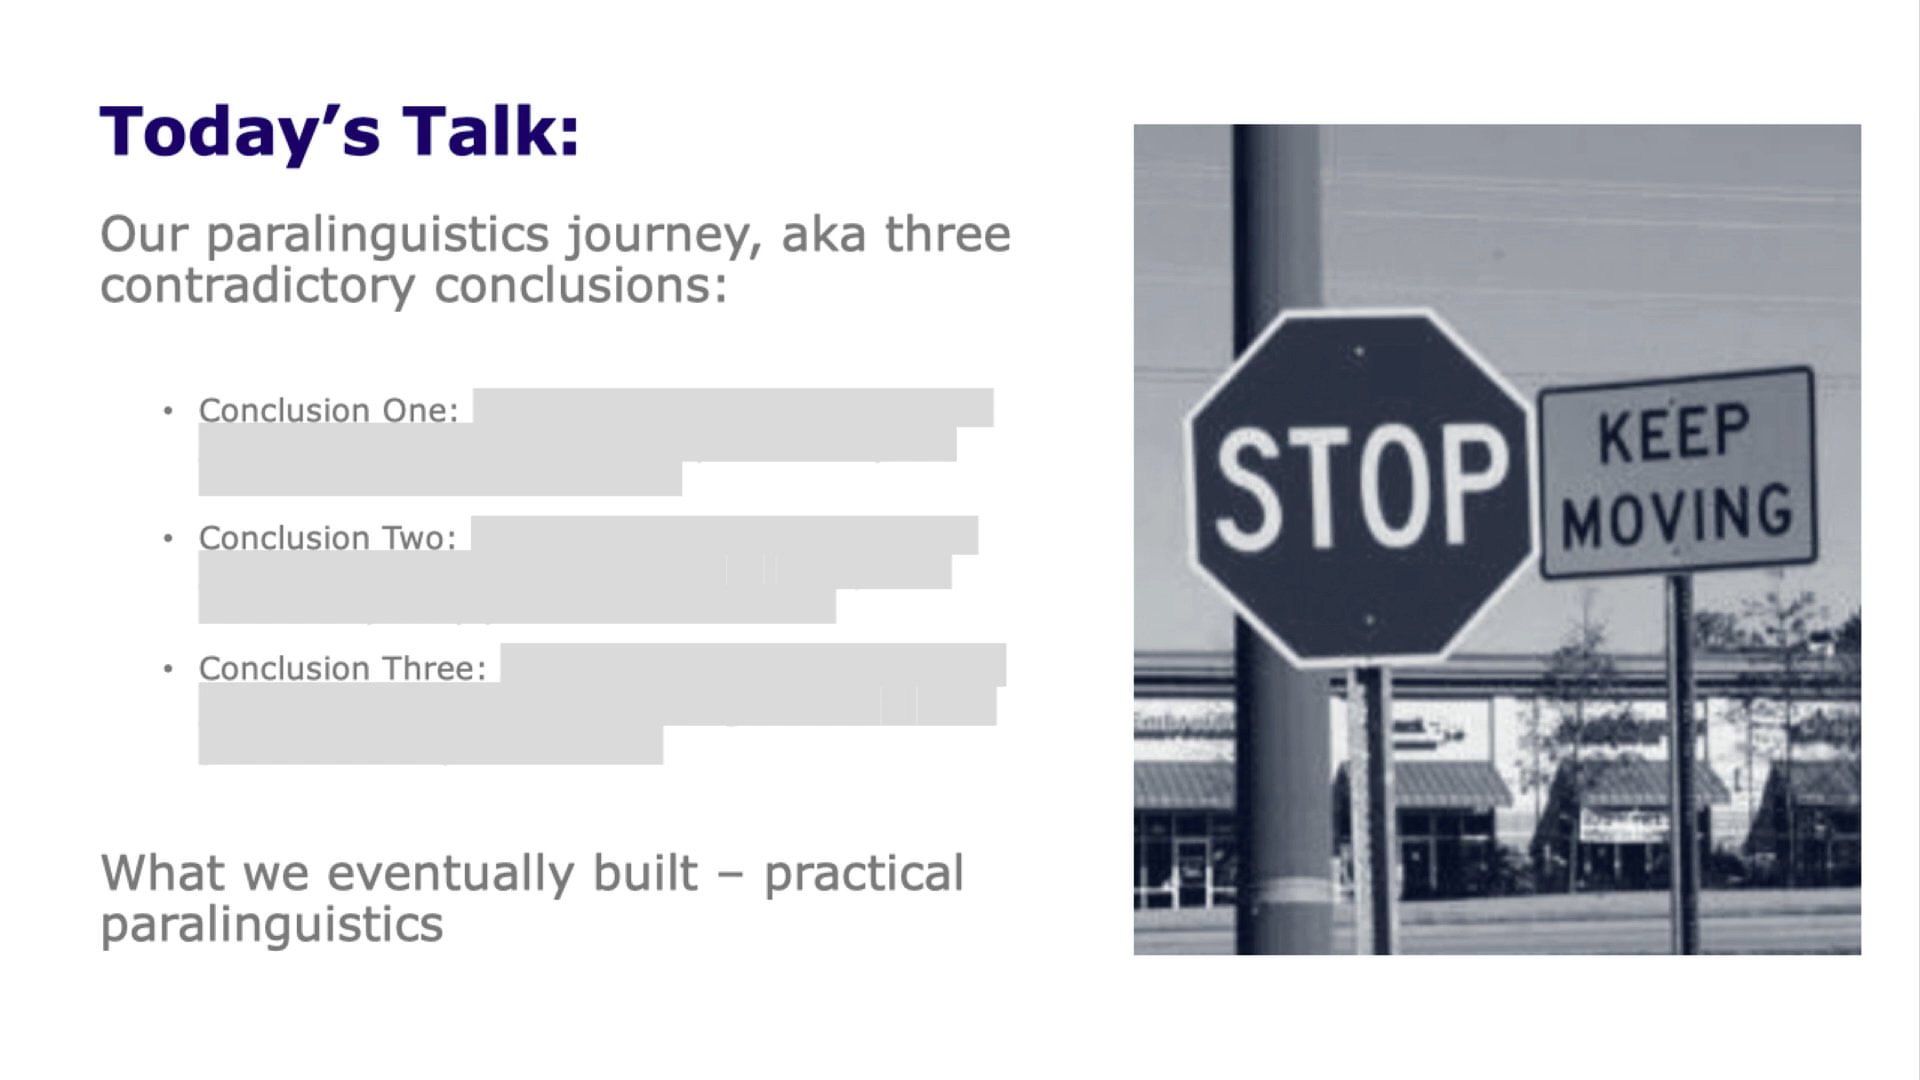 Today’s Talk:
Our paralinguistics journey, aka three
contradictory conclusions:
• Conclusion One:
• Conclusion Two:
• Conclusion Three:
What we eventually built – practical
paralinguistics
STOP
KEEP
MOVING